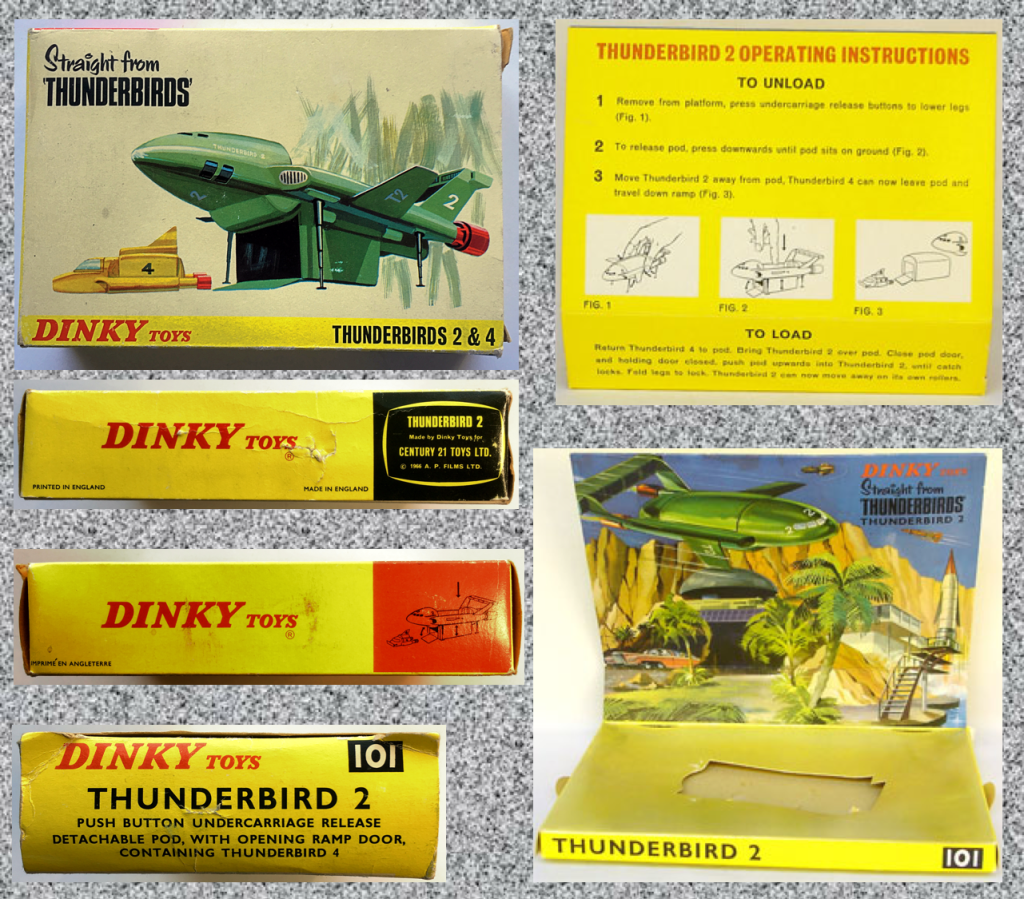 Straight from
'THUNDERBIRDS'
THUNDERBIRD 2
2
T2
2
4
DINKY TOYS
THUNDERBIRDS 2 & 4
DINKY TOYS
®
PRINTED IN ENGLAND
MADE IN ENGLAND
THUNDERBIRD 2
Made by Dinky Toys for
CENTURY 21 TOYS LTD.
© 1966 A. P. FILMS LTD.
DINKY TOYS
®
IMPRIMÉ EN ANGLETERRE
DINKY TOYS
101
THUNDERBIRD 2
PUSH BUTTON UNDERCARRIAGE RELEASE
DETACHABLE POD, WITH OPENING RAMP DOOR,
CONTAINING THUNDERBIRD 4
THUNDERBIRD 2 OPERATING INSTRUCTIONS
TO UNLOAD
1 Remove from platform, press undercarriage release buttons to lower legs
(Fig. 1).
2 To release pod, press downwards until pod sits on ground (Fig. 2).
3 Move Thunderbird 2 away from pod, Thunderbird 4 can now leave pod and
travel down ramp (Fig. 3).
FIG. 1
FIG. 2
FIG. 3
TO LOAD
Return Thunderbird 4 to pod. Bring Thunderbird 2 over pod. Close pod door,
and holding door closed, push pod upwards into Thunderbird 2, until catch
locks. Fold legs to lock. Thunderbird 2 can now move away on its own rollers.
DINKY TOYS
Straight from
'THUNDERBIRDS'
THUNDERBIRD 2
2
2
THUNDERBIRD 2
101